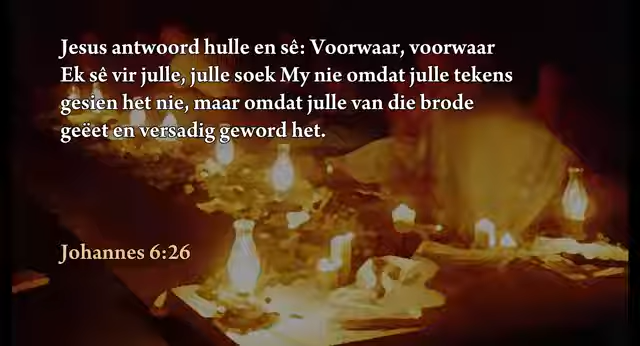 Jesus antwoord hulle en sê: Voorwaar, voorwaar
Ek sê vir julle, julle soek My nie omdat julle tekens
gesien het nie, maar omdat julle van die brode
geëet en versadig geword het.
Johannes 6:26